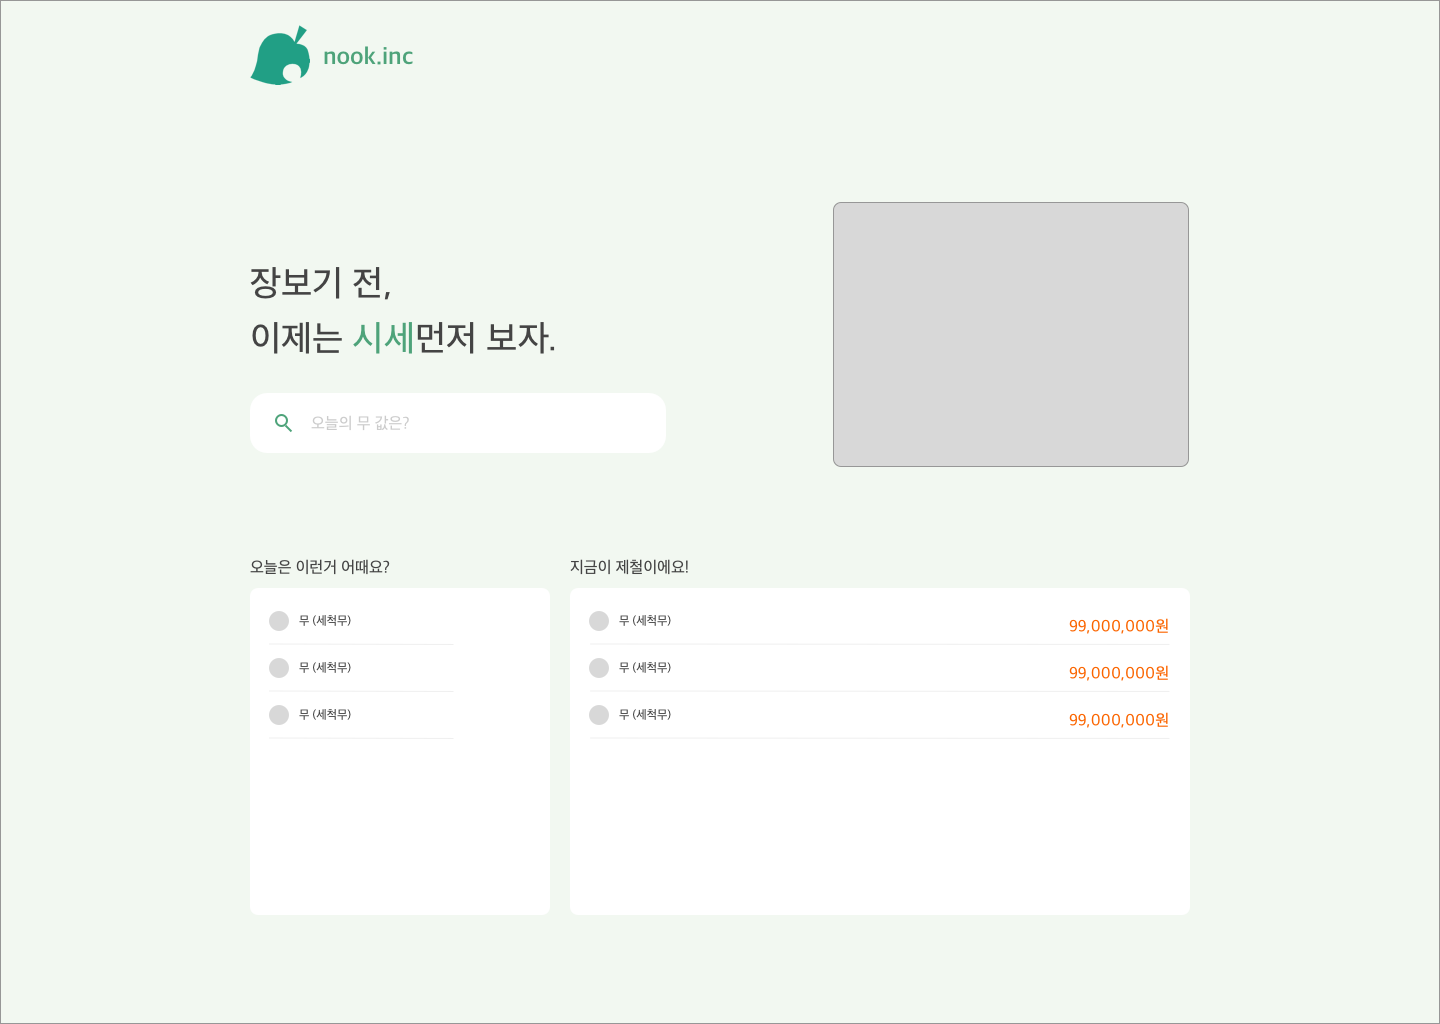 nook.inc
장보기 전,
이제는 시세먼저 보자.
오늘의 무 값은?
오늘은 이런거 어때요?
무 (세척무)
무 (세척무)
무 (세척무)
지금이 제철이에요!
무 (세척무) 99,000,000원
무 (세척무) 99,000,000원
무 (세척무) 99,000,000원